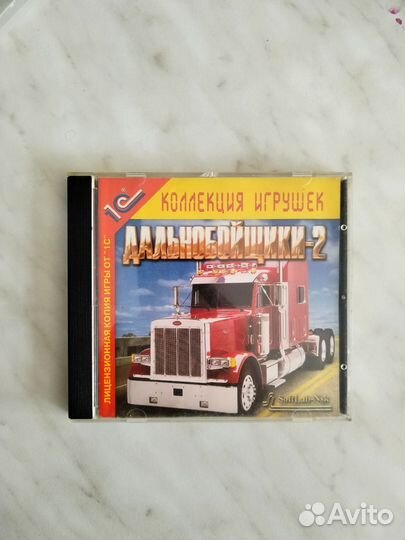 1С®
КОЛЛЕКЦИЯ ИГРУШЕК
ДАЛЬНОБОЙЩИКИ-2
ЛИЦЕНЗИОННАЯ КОПИЯ ИГРЫ ОТ "1С"
SoftLab-Nsk
Avito